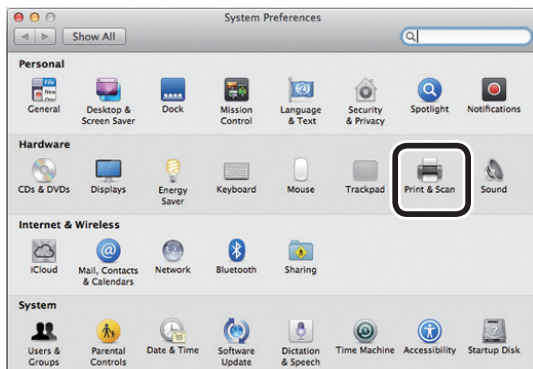 System Preferences
Show All
Personal
General
Desktop &
Screen Saver
Dock
Mission
Control
Language
& Text
Security
& Privacy
Spotlight
Notifications
Hardware
CDs & DVDs
Displays
Energy
Saver
Keyboard
Mouse
Trackpad
Print & Scan
Sound
Internet & Wireless
iCloud
Mail, Contacts
& Calendars
Network
Bluetooth
Sharing
System
Users &
Groups
Parental
Controls
Date & Time
Software
Update
Dictation
& Speech
Time Machine
Accessibility
Startup Disk